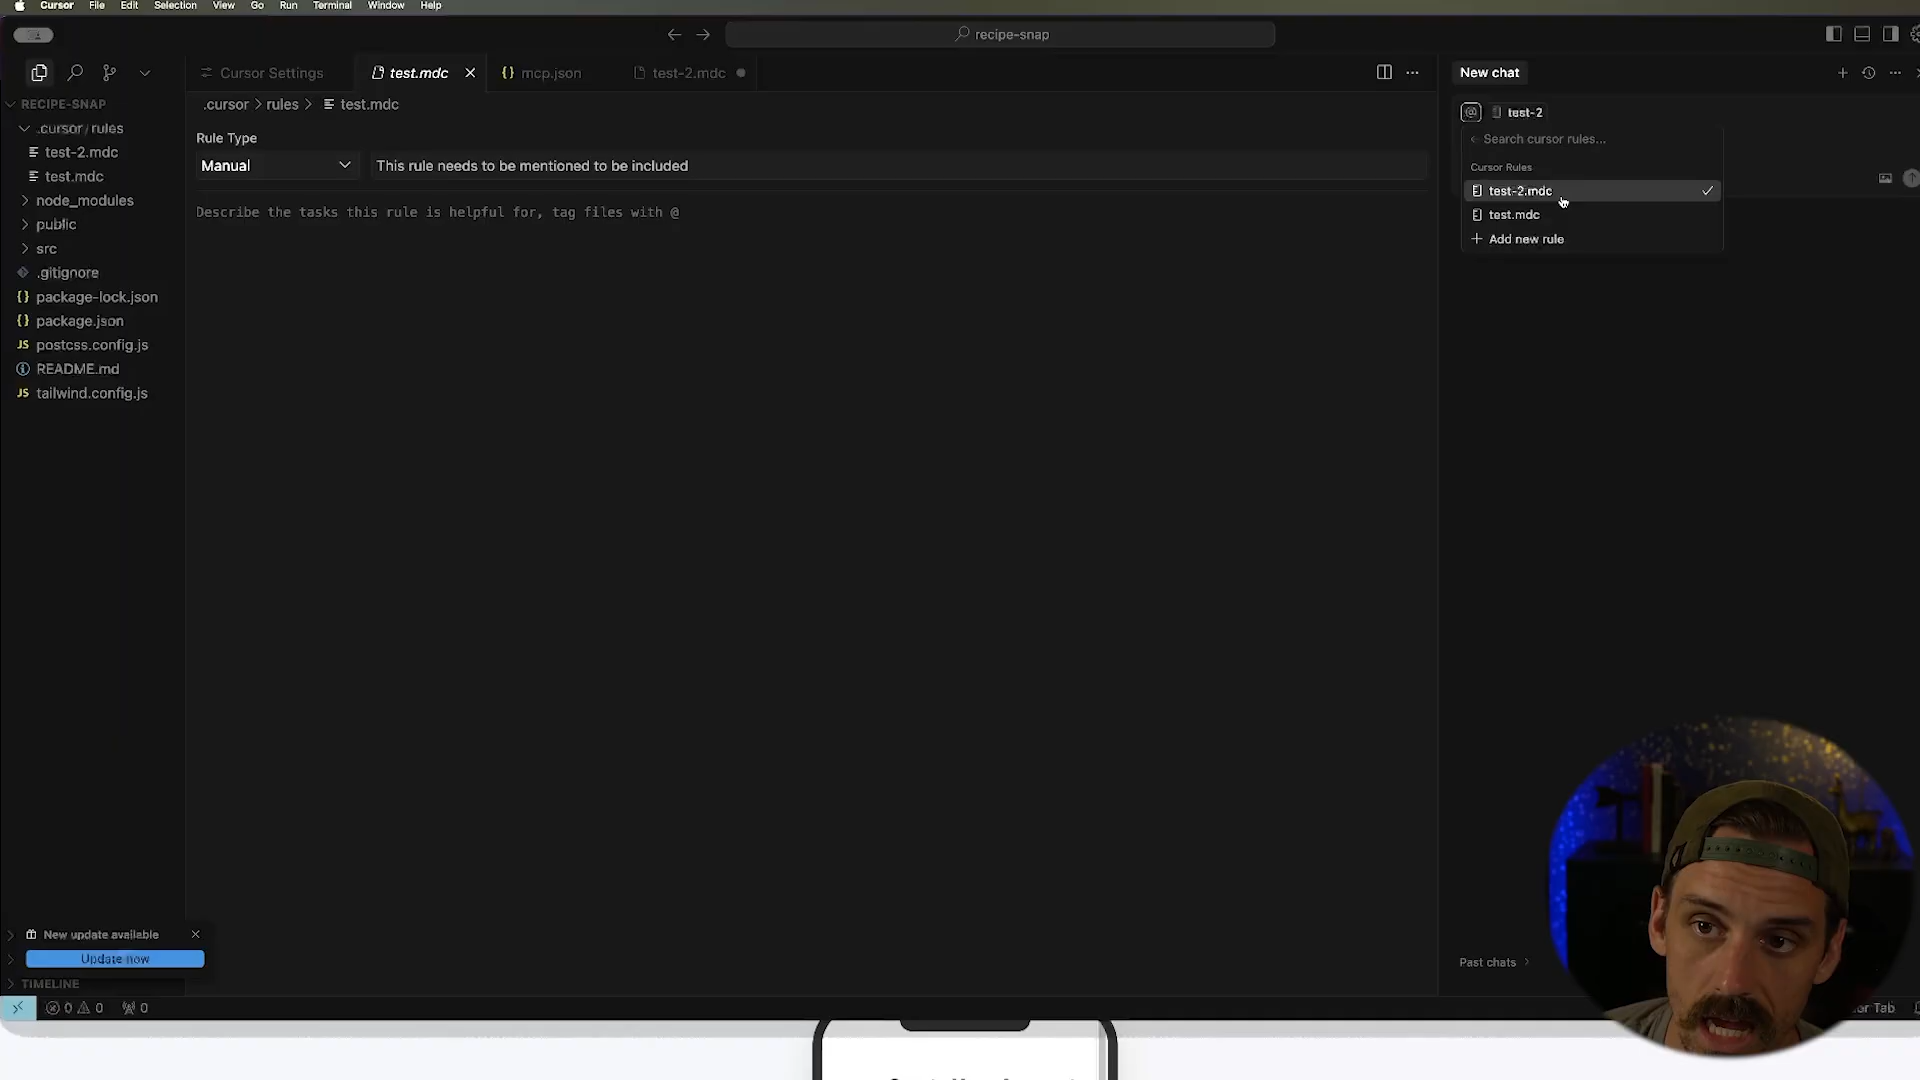 Cursor File Edit Selection View Go Run Terminal Window Help
recipe-snap
Cursor Settings
test.mdc
mcp.json
test-2.mdc
New chat
.cursor > rules > test.mdc
RECIPE-SNAP
.cursor / rules
test-2.mdc
test.mdc
node_modules
public
src
.gitignore
package-lock.json
package.json
postcss.config.js
README.md
tailwind.config.js
Rule Type
Manual
This rule needs to be mentioned to be included
Describe the tasks this rule is helpful for, tag files with @
test-2
Search cursor rules...
Cursor Rules
test-2.mdc
test.mdc
Add new rule
Past chats
New update available
Update now
TIMELINE
0 0 0
Tab